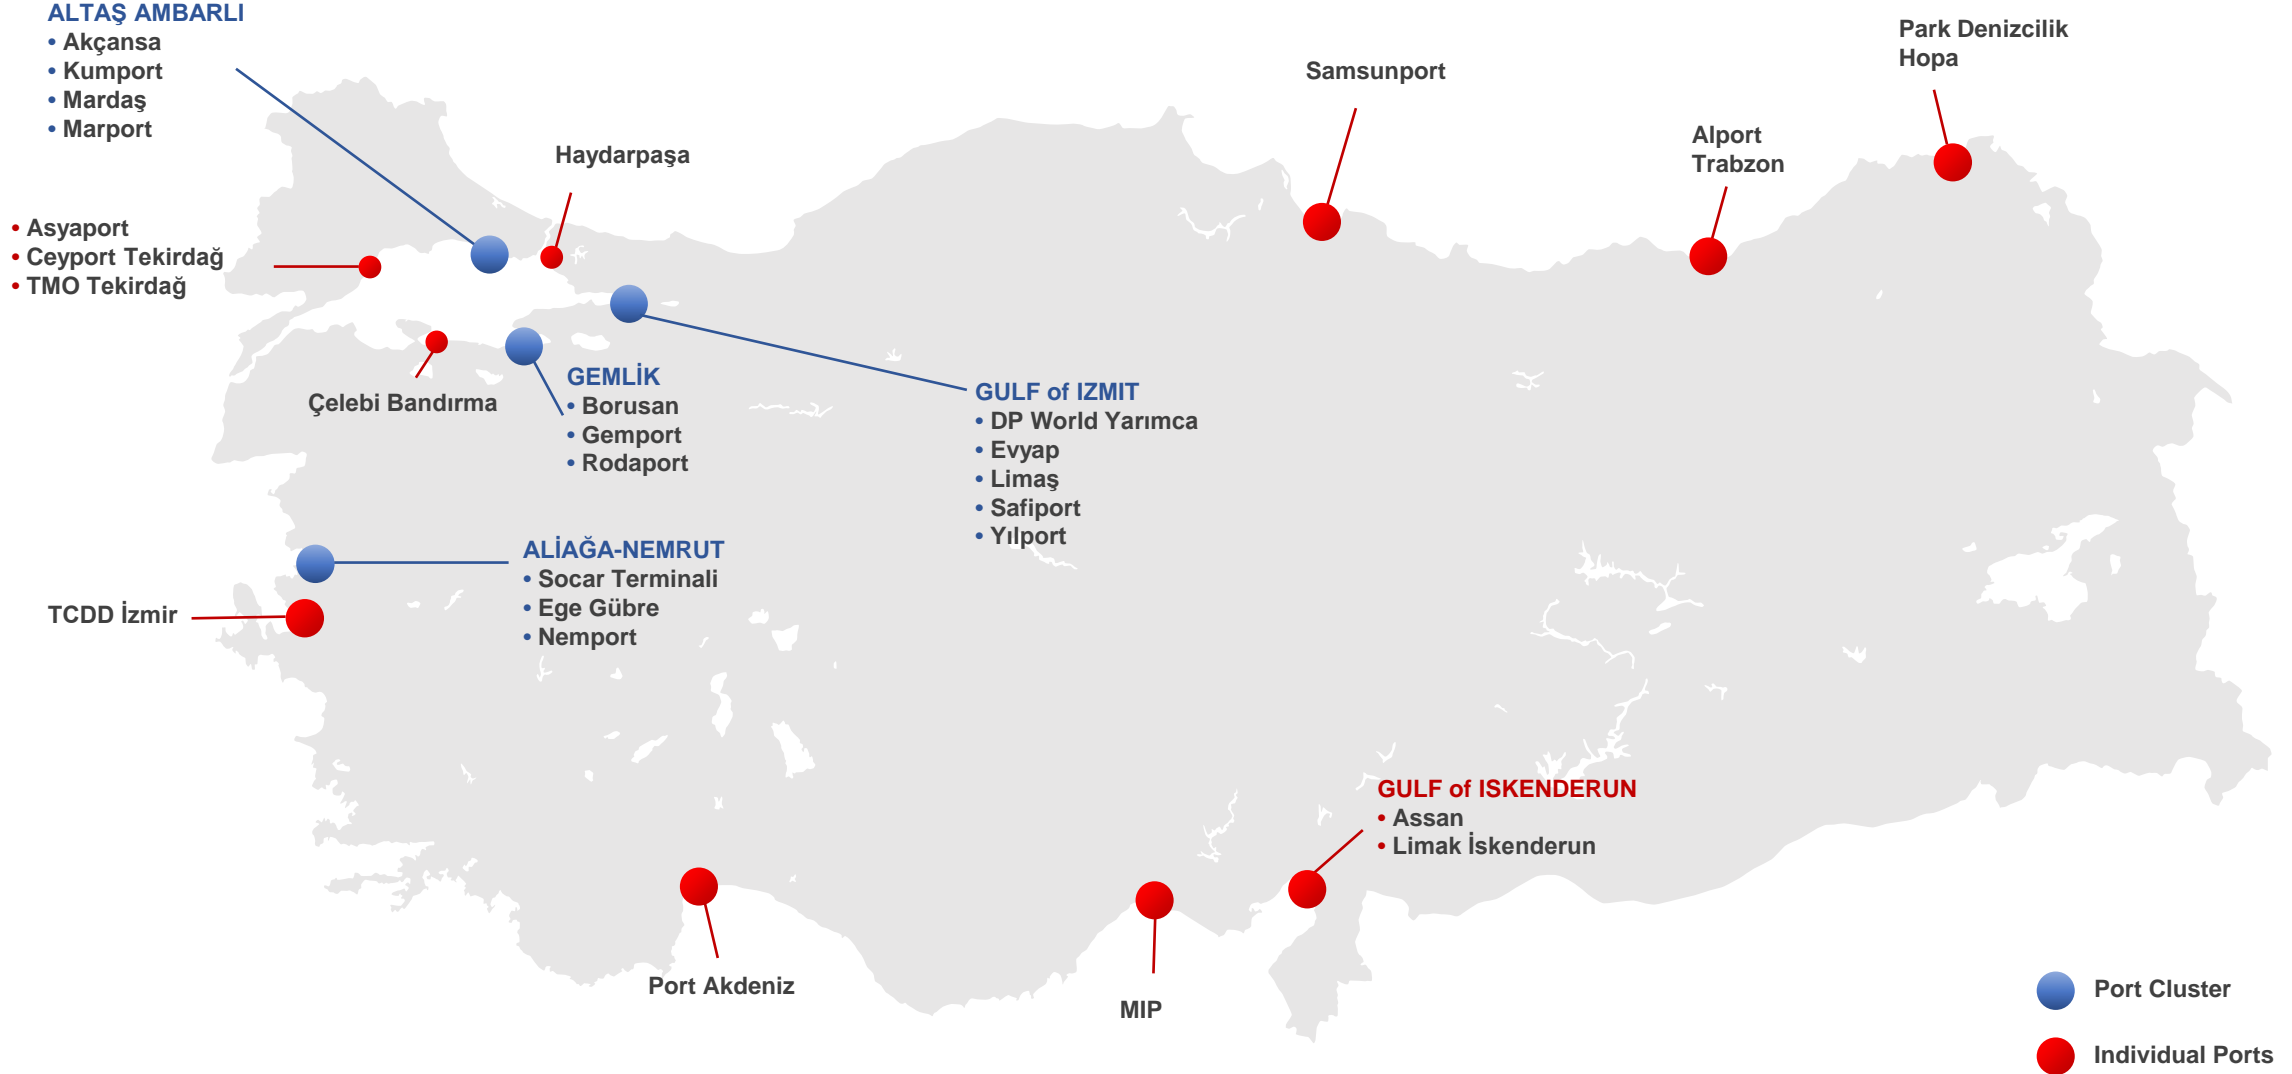 ALTAŞ AMBARLI
• Akçansa
• Kumport
• Mardaş
• Marport
Park Denizcilik
Hopa
Samsunport
Alport
Trabzon
Haydarpaşa
• Asyaport
• Ceyport Tekirdağ
• TMO Tekirdağ
Çelebi Bandırma
GEMLİK
• Borusan
• Gemport
• Rodaport
GULF of IZMIT
• DP World Yarımca
• Evyap
• Limaş
• Safiport
• Yılport
ALİAĞA-NEMRUT
• Socar Terminali
• Ege Gübre
• Nemport
TCDD İzmir
GULF of ISKENDERUN
• Assan
• Limak İskenderun
Port Akdeniz
MIP
Port Cluster
Individual Ports